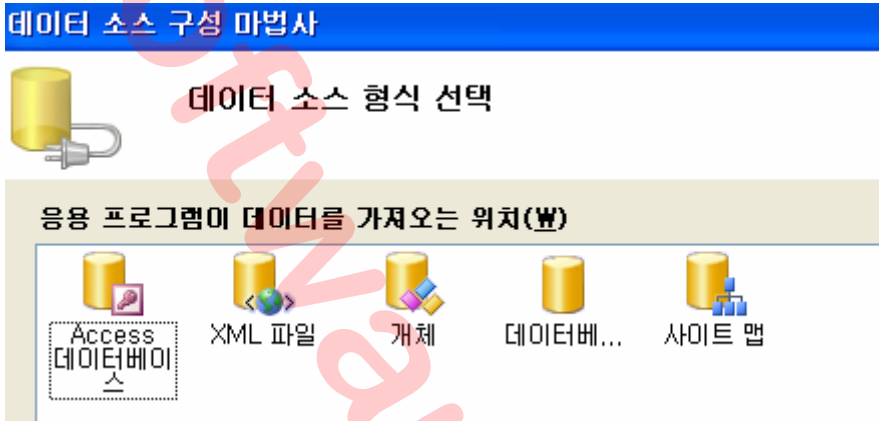 데이터 소스 구성 마법사
데이터 소스 형식 선택
응용 프로그램이 데이터를 가져오는 위치(W)
Access
데이터베이
스
XML 파일
개체
데이터베...
사이트 맵